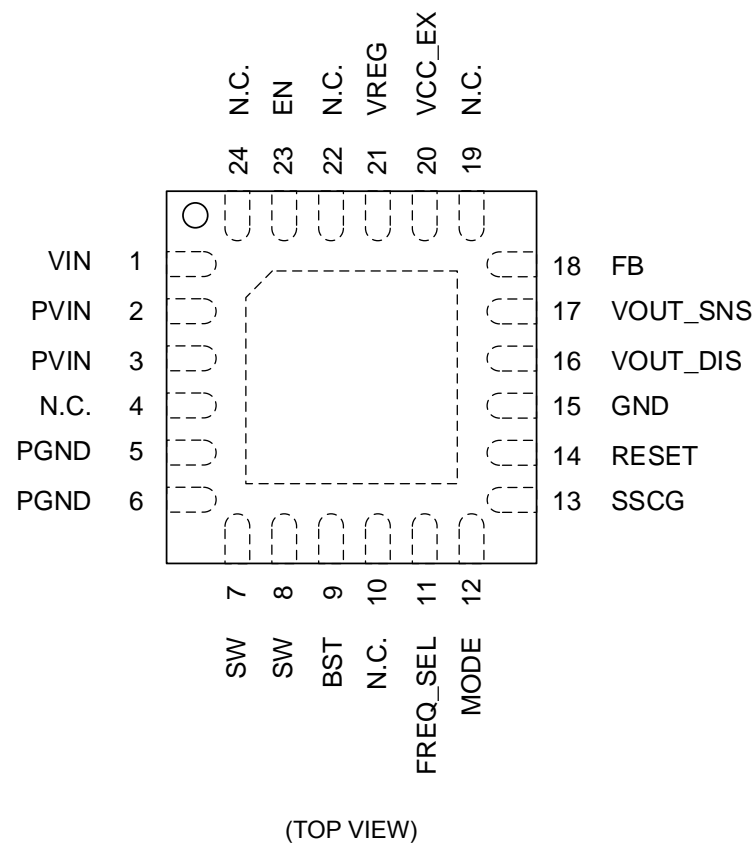 N.C.
EN
N.C.
VREG
VCC_EX
N.C.
24
23
22
21
20
19
VIN 1
PVIN 2
PVIN 3
N.C. 4
PGND 5
PGND 6
18 FB
17 VOUT_SNS
16 VOUT_DIS
15 GND
14 RESET
13 SSCG
7
8
9
10
11
12
SW
SW
BST
N.C.
FREQ_SEL
MODE
(TOP VIEW)